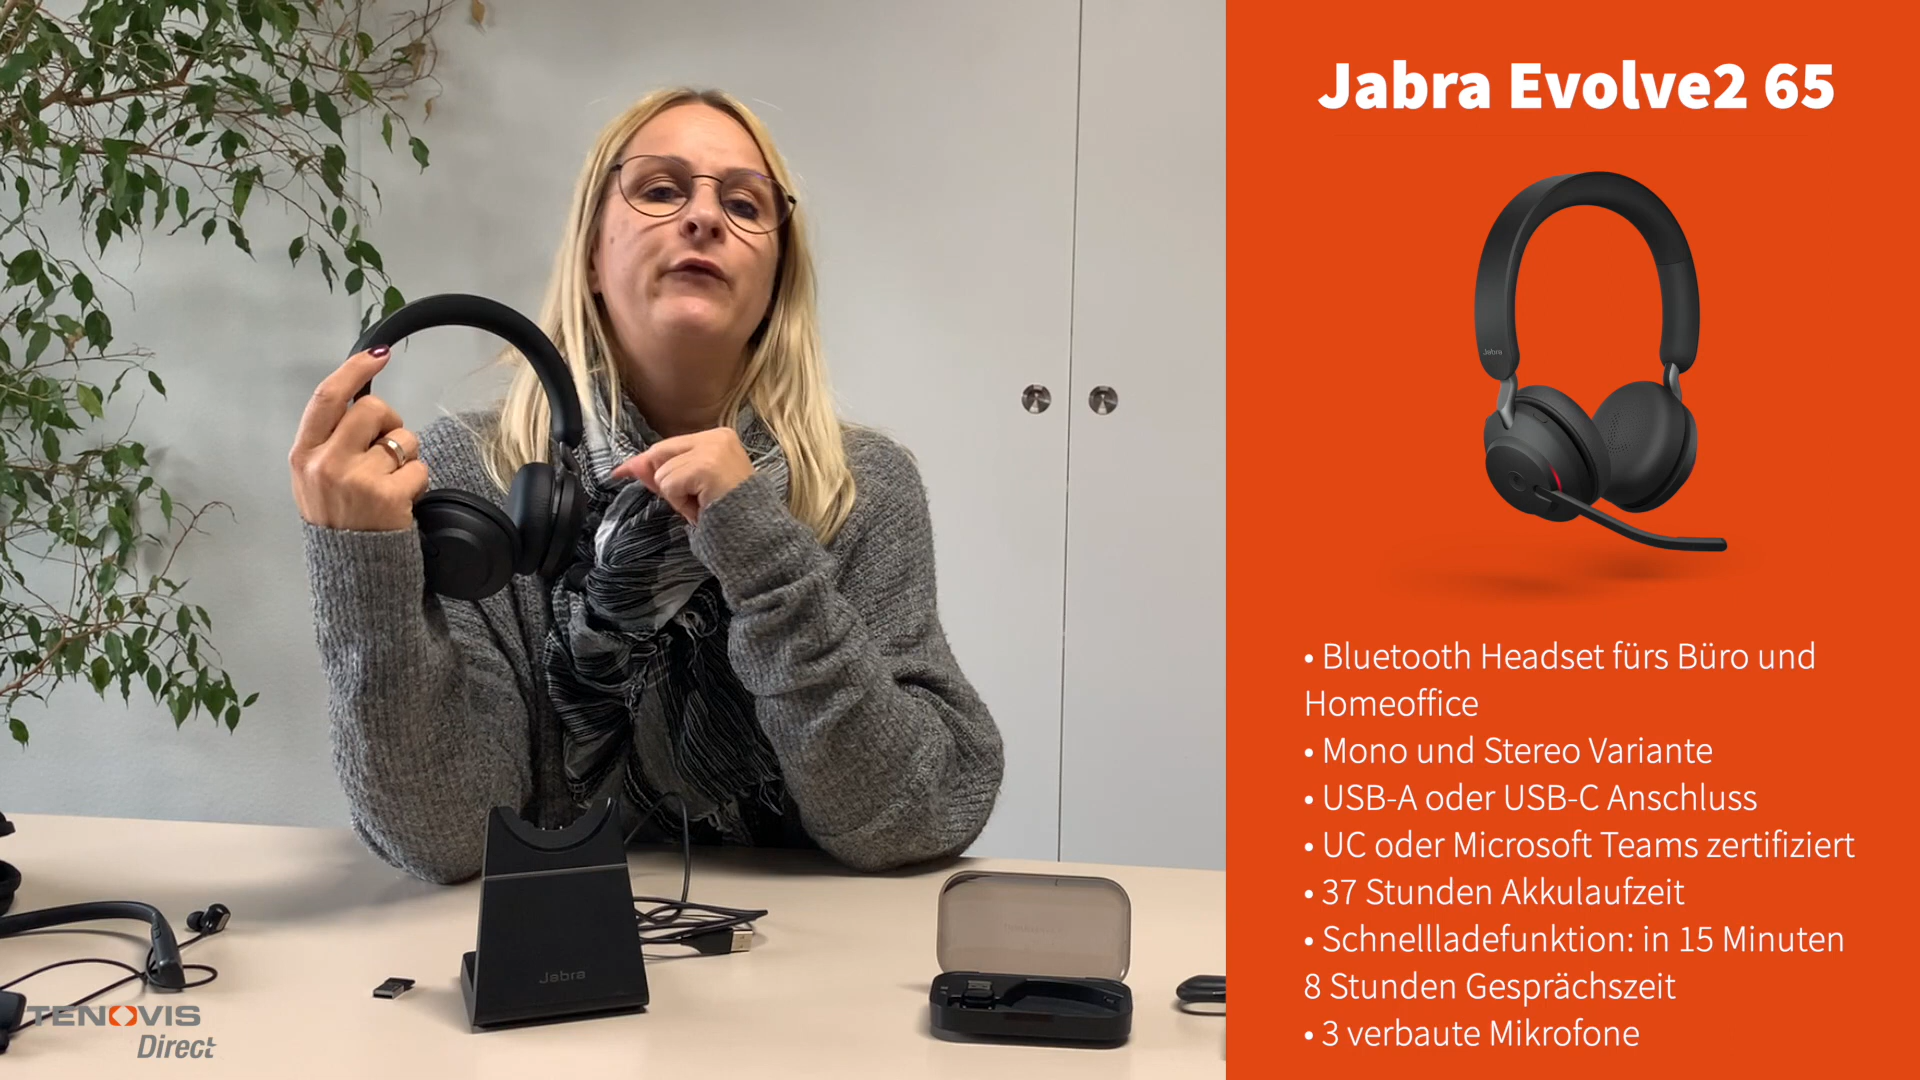 Jabra Evolve2 65
Jabra
• Bluetooth Headset fürs Büro und
Homeoffice
• Mono und Stereo Variante
• USB-A oder USB-C Anschluss
• UC oder Microsoft Teams zertifiziert
• 37 Stunden Akkulaufzeit
• Schnellladefunktion: in 15 Minuten
8 Stunden Gesprächszeit
• 3 verbaute Mikrofone
Jabra
TENOVIS
Direct